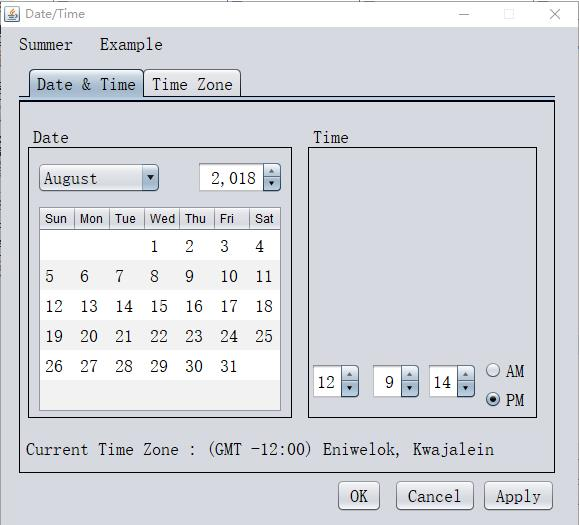 Date/Time
Summer Example
Date & Time Time Zone
Date Time
August 2,018
Sun Mon Tue Wed Thu Fri Sat
1 2 3 4
5 6 7 8 9 10 11
12 13 14 15 16 17 18
19 20 21 22 23 24 25
26 27 28 29 30 31
12 9 14 AM
PM
Current Time Zone : (GMT -12:00) Eniwelok, Kwajalein
OK Cancel Apply